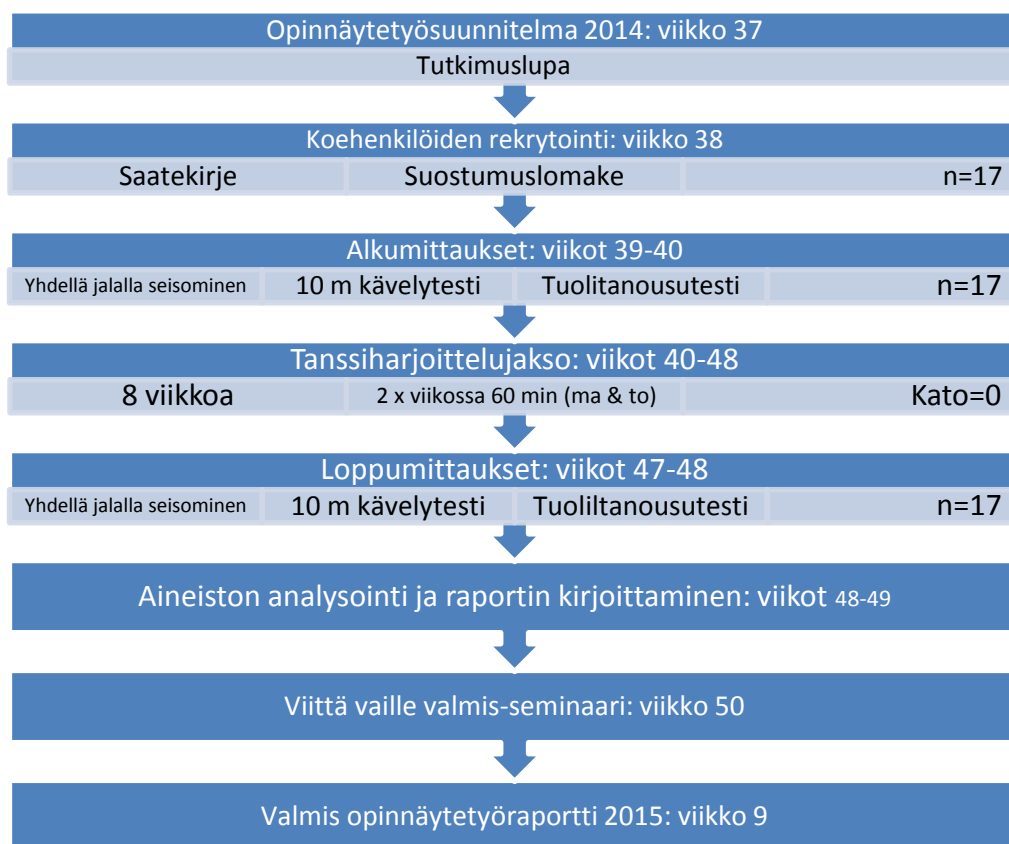 Opinnäytetyösuunnitelma 2014: viikko 37
Tutkimuslupa
Koehenkilöiden rekrytointi: viikko 38
Saatekirje Suostumuslomake n=17
Alkumittaukset: viikot 39-40
Yhdellä jalalla seisominen 10 m kävelytesti Tuolitanousutesti n=17
Tanssiharjoittelujakso: viikot 40-48
8 viikkoa 2 x viikossa 60 min (ma & to) Kato=0
Loppumittaukset: viikot 47-48
Yhdellä jalalla seisominen 10 m kävelytesti Tuoliltanousutesti n=17
Aineiston analysointi ja raportin kirjoittaminen: viikot 48-49
Viittä vaille valmis-seminaari: viikko 50
Valmis opinnäytetyöraportti 2015: viikko 9